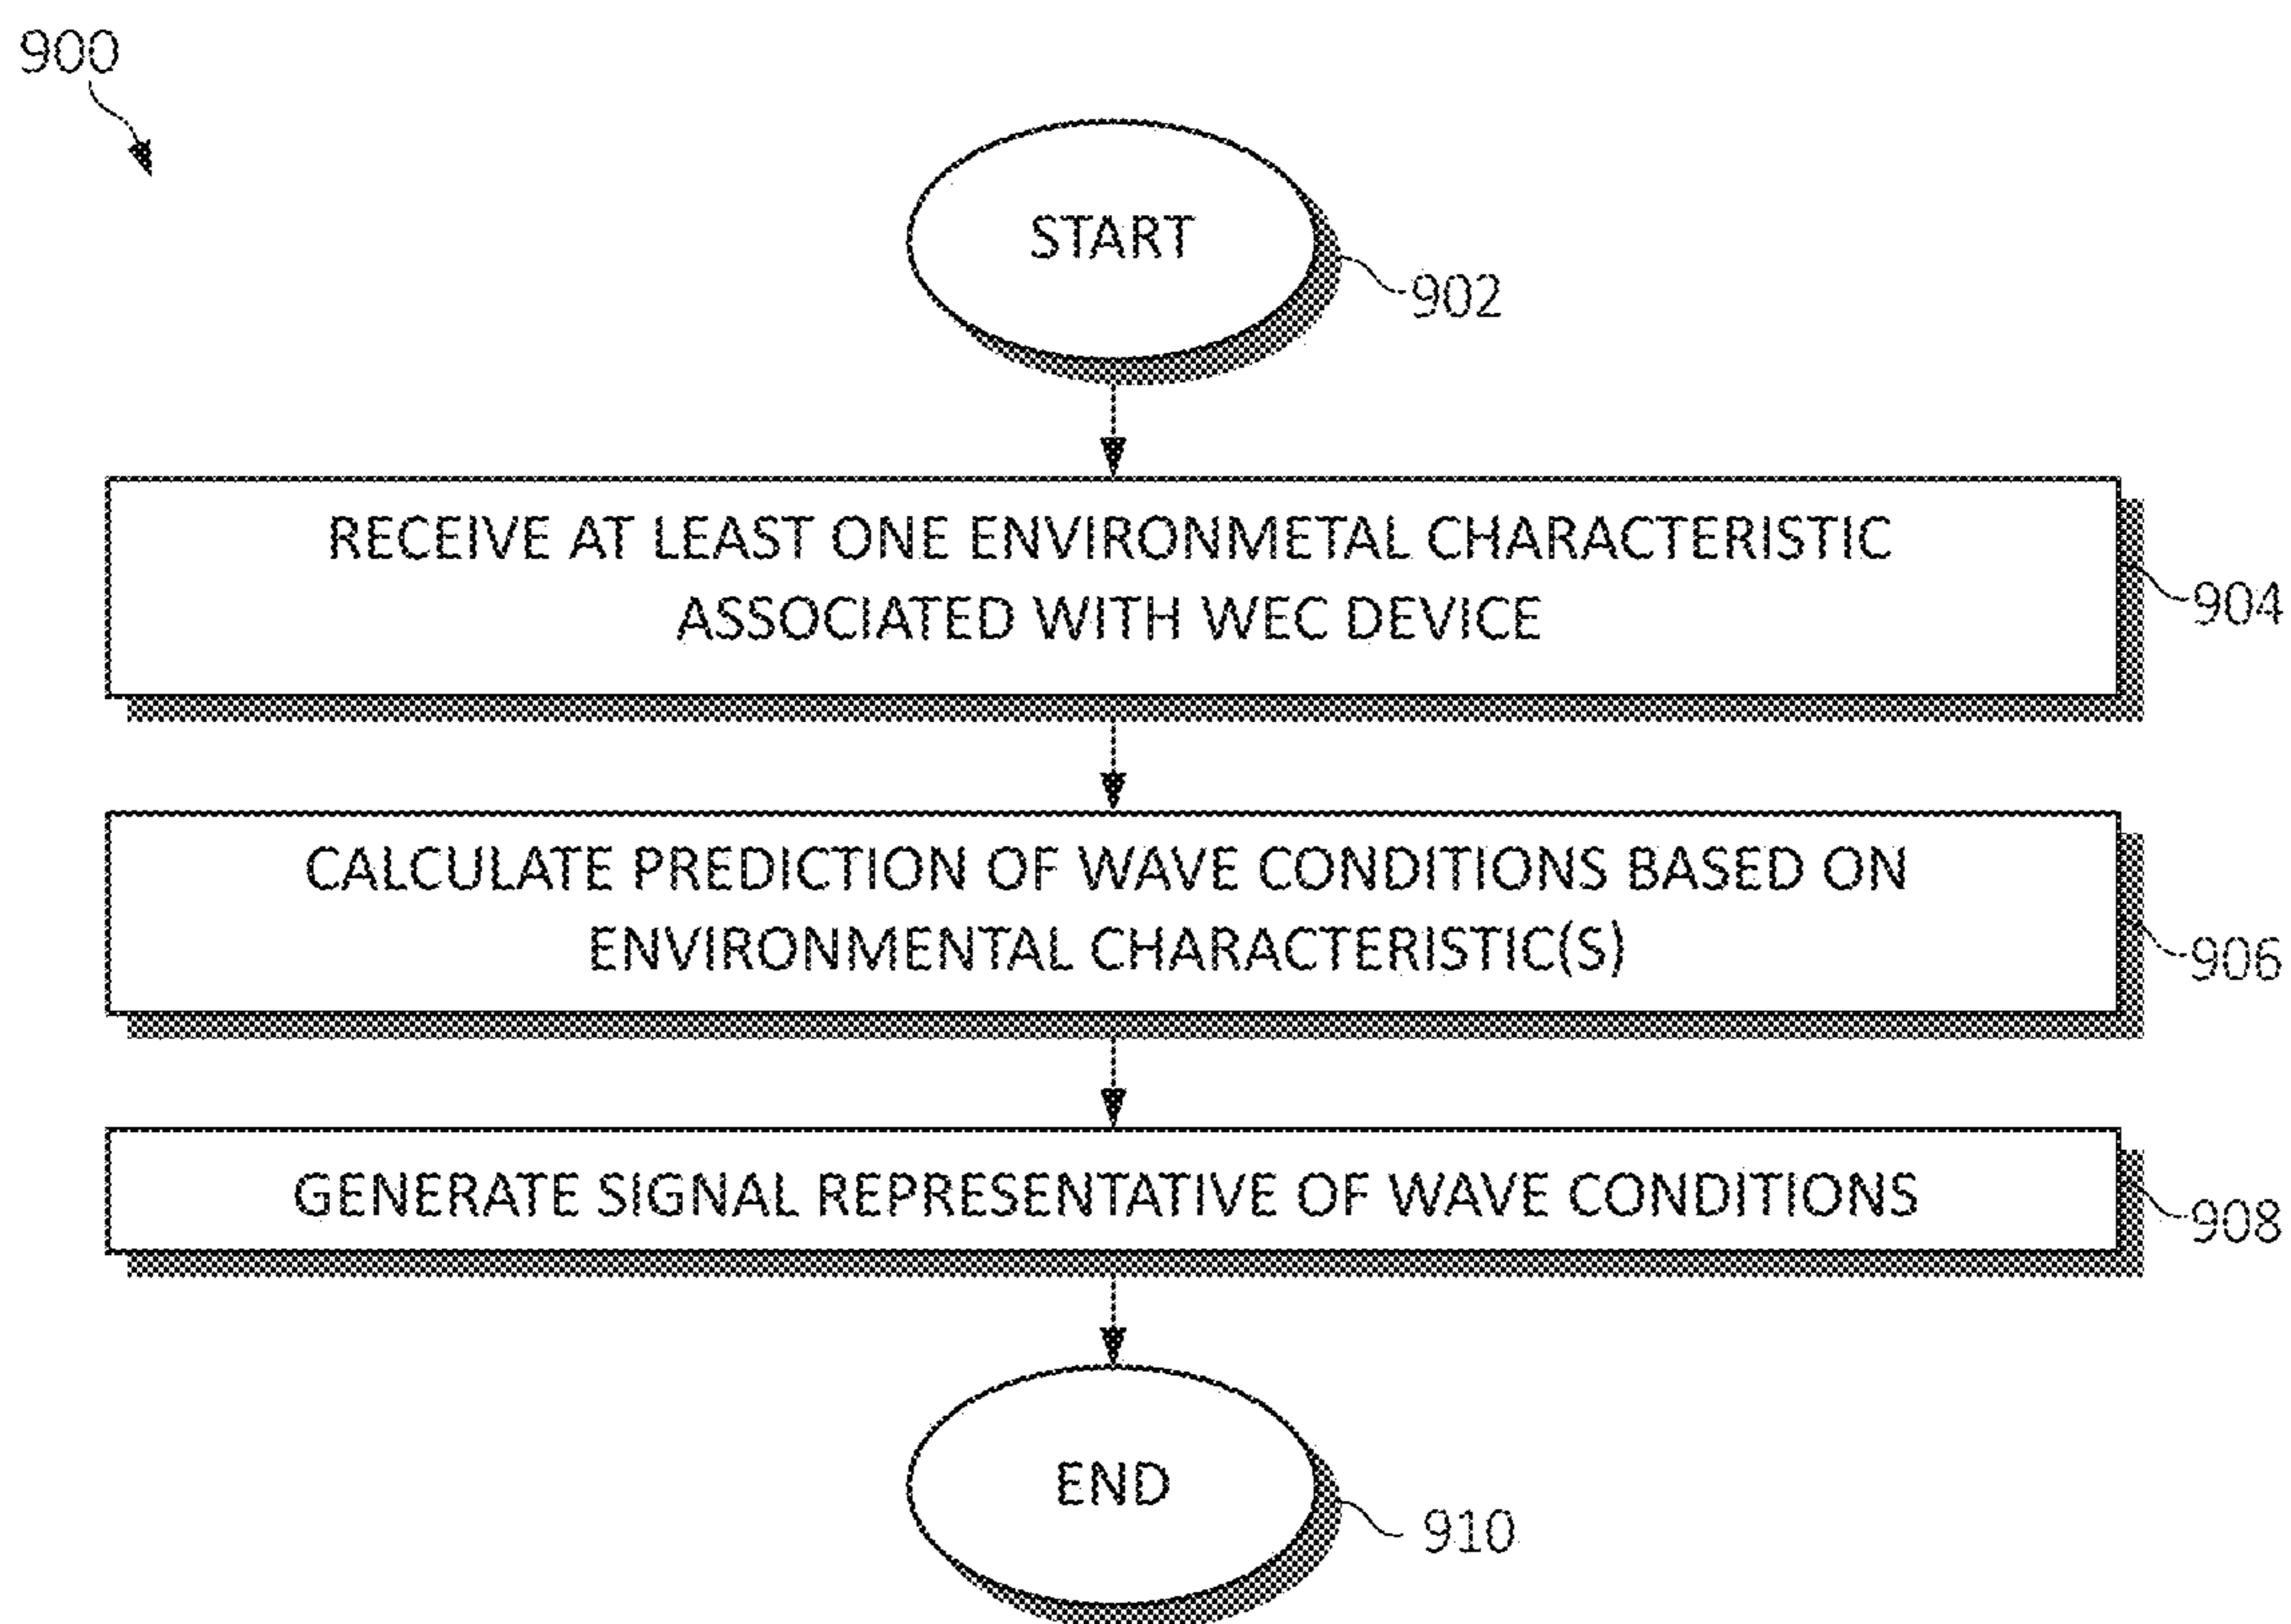 900
START
902
RECEIVE AT LEAST ONE ENVIRONMETAL CHARACTERISTIC
ASSOCIATED WITH WEC DEVICE
904
CALCULATE PREDICTION OF WAVE CONDITIONS BASED ON
ENVIRONMENTAL CHARACTERISTIC(S)
906
GENERATE SIGNAL REPRESENTATIVE OF WAVE CONDITIONS
908
END
910